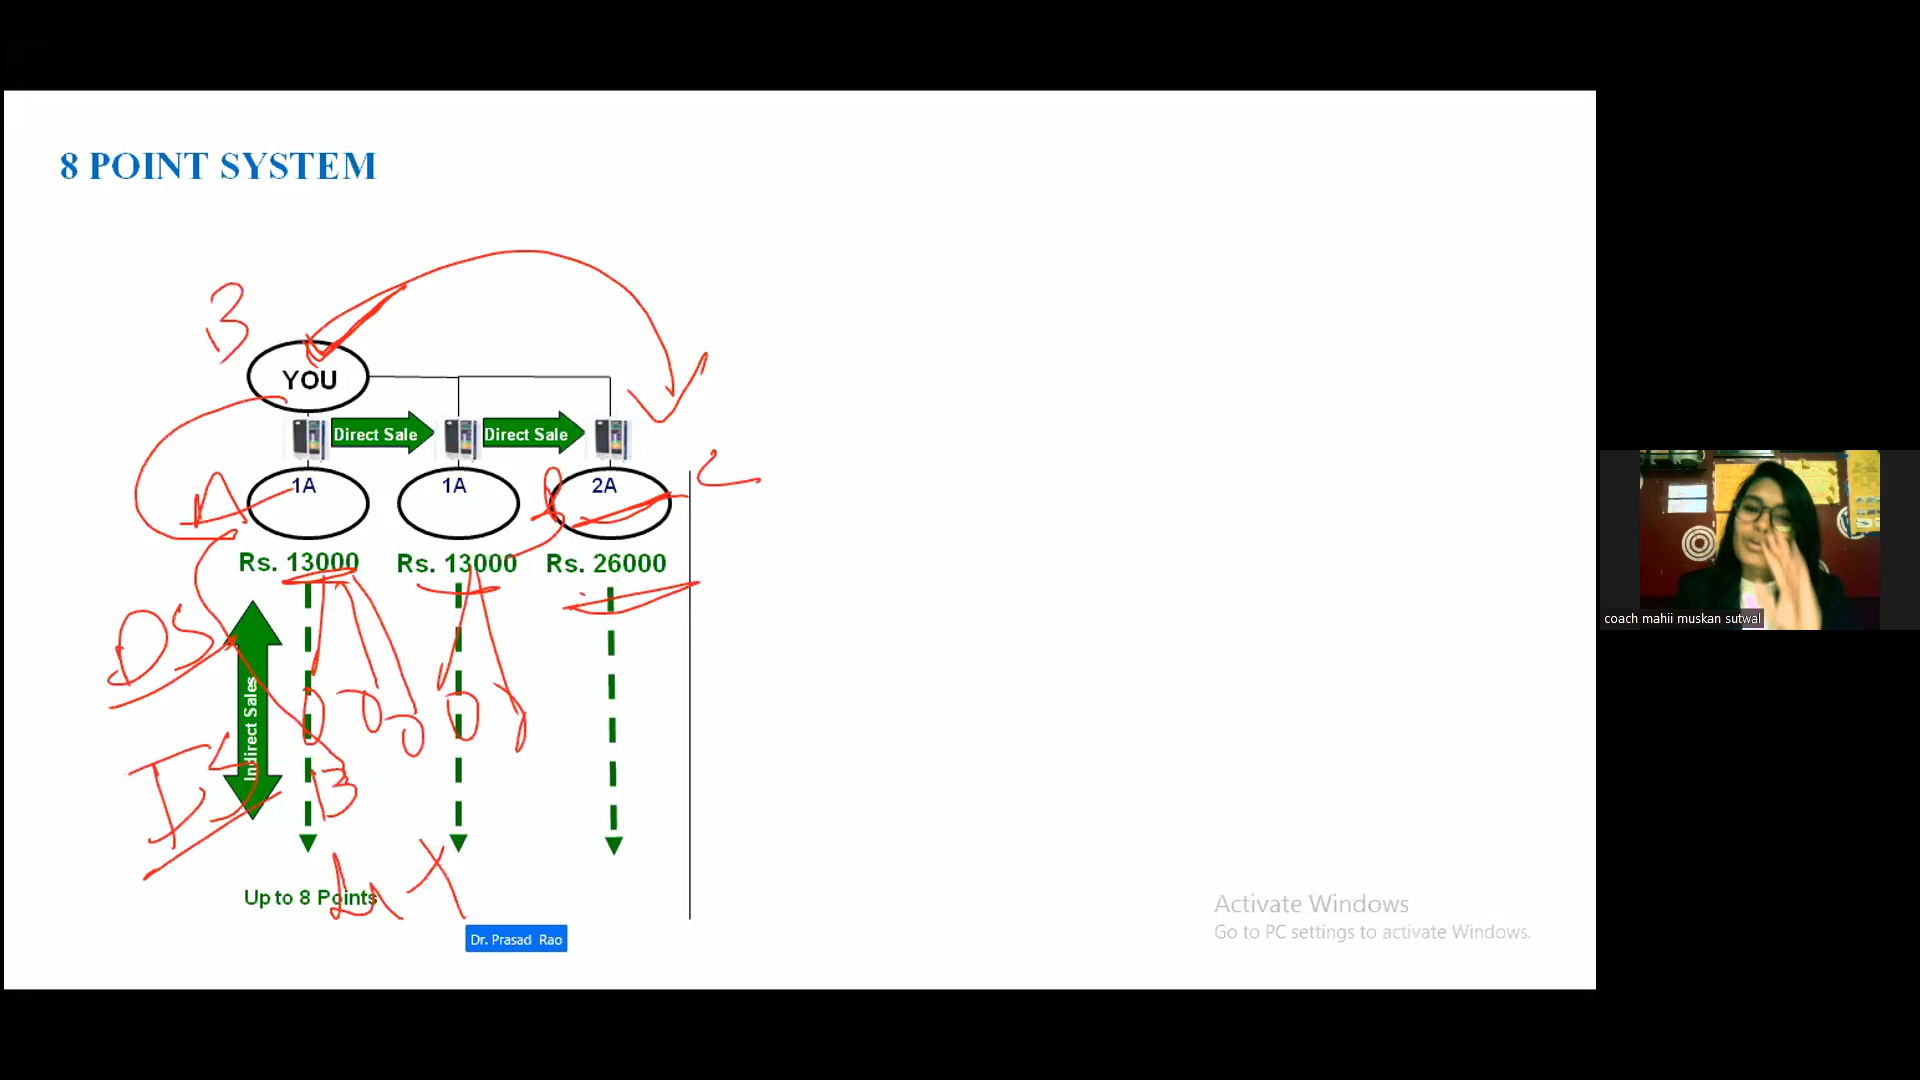 8 POINT SYSTEM
B
YOU
Direct Sale
Direct Sale
A
1A
1A
2A
C
Rs. 13000
Rs. 13000
Rs. 26000
DS
Indirect Sales
IS
B
Up to 8 Points
Dr. Prasad Rao
coach mahii muskan sutwal
Activate Windows
Go to PC settings to activate Windows.